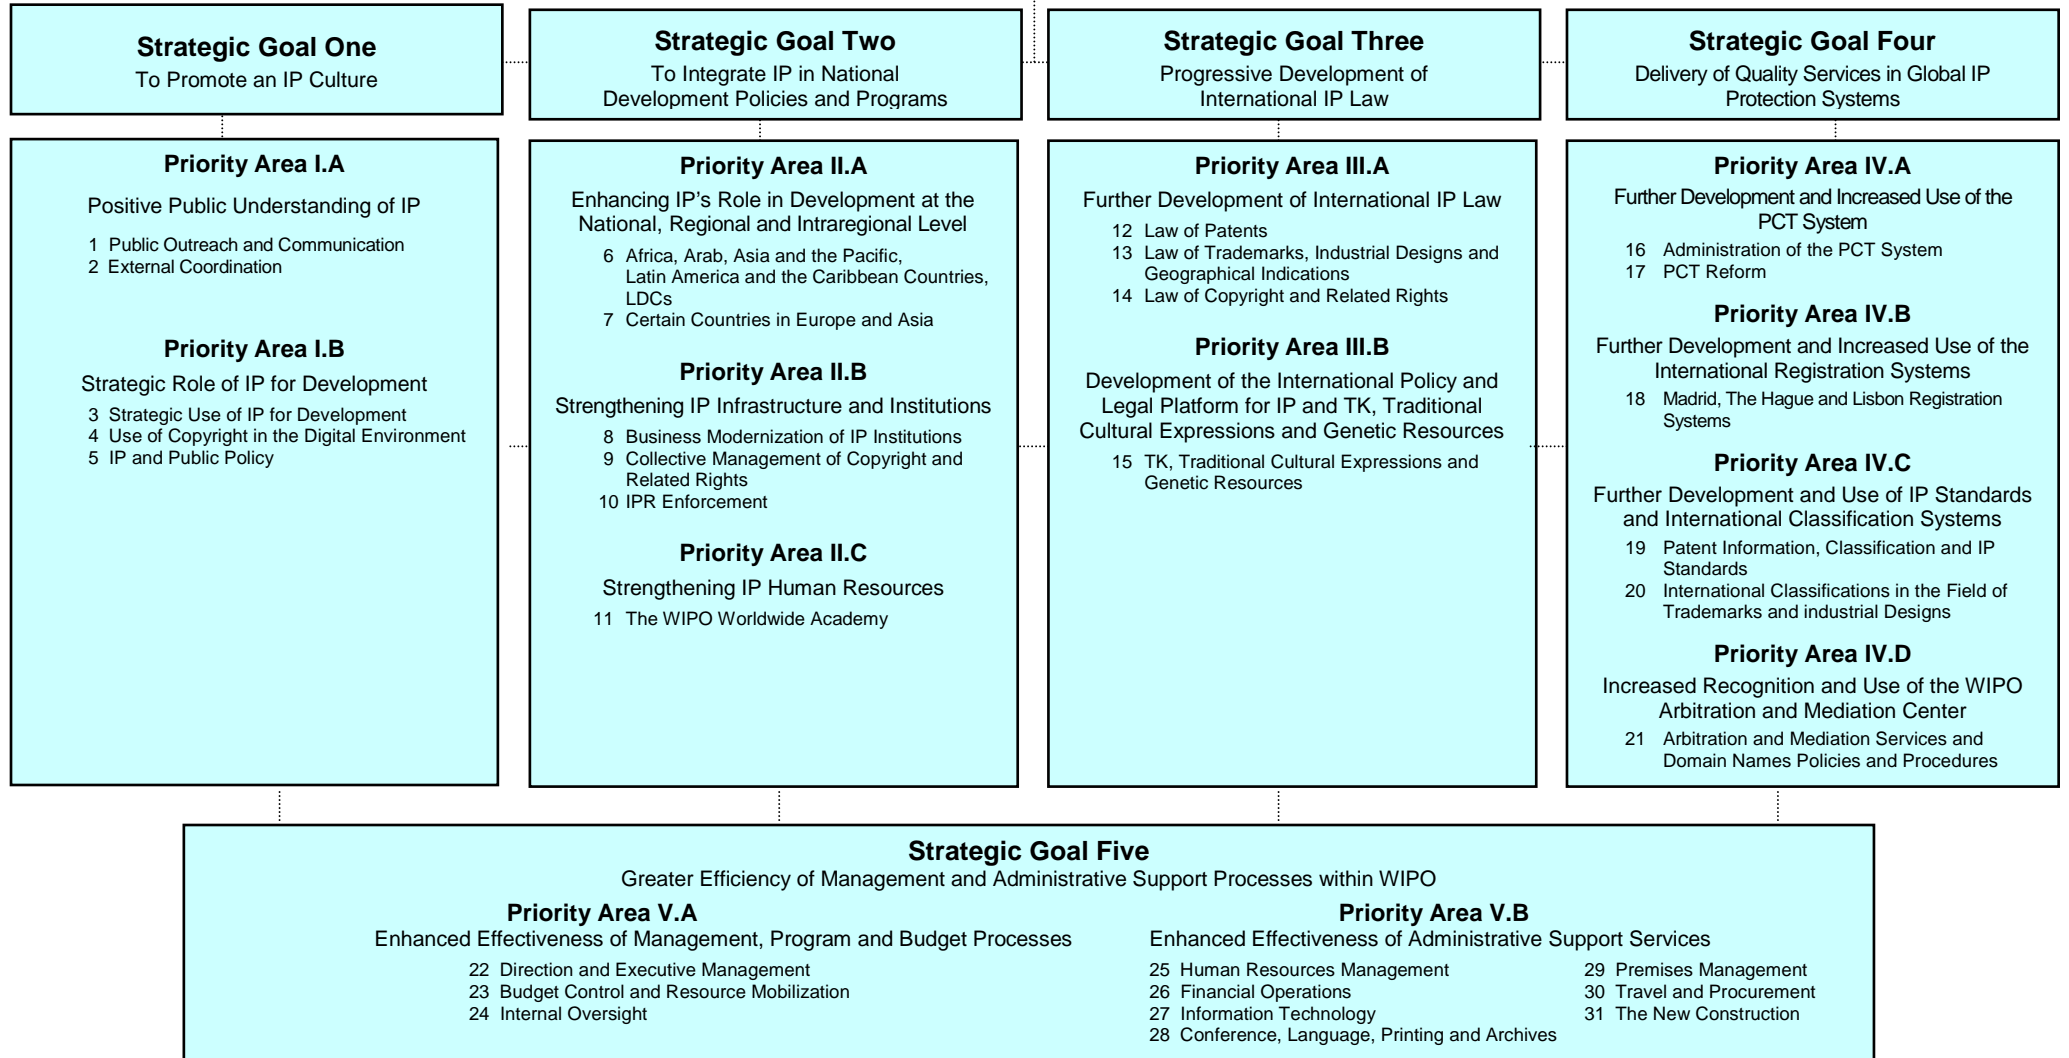 Strategic Goal One
To Promote an IP Culture
Strategic Goal Two
To Integrate IP in National
Development Policies and Programs
Strategic Goal Three
Progressive Development of
International IP Law
Strategic Goal Four
Delivery of Quality Services in Global IP
Protection Systems
Priority Area I.A
Positive Public Understanding of IP
1 Public Outreach and Communication
2 External Coordination
Priority Area I.B
Strategic Role of IP for Development
3 Strategic Use of IP for Development
4 Use of Copyright in the Digital Environment
5 IP and Public Policy
Priority Area II.A
Enhancing IP's Role in Development at the
National, Regional and Intraregional Level
6 Africa, Arab, Asia and the Pacific,
Latin America and the Caribbean Countries,
LDCs
7 Certain Countries in Europe and Asia
Priority Area II.B
Strengthening IP Infrastructure and Institutions
8 Business Modernization of IP Institutions
9 Collective Management of Copyright and
Related Rights
10 IPR Enforcement
Priority Area II.C
Strengthening IP Human Resources
11 The WIPO Worldwide Academy
Priority Area III.A
Further Development of International IP Law
12 Law of Patents
13 Law of Trademarks, Industrial Designs and
Geographical Indications
14 Law of Copyright and Related Rights
Priority Area III.B
Development of the International Policy and
Legal Platform for IP and TK, Traditional
Cultural Expressions and Genetic Resources
15 TK, Traditional Cultural Expressions and
Genetic Resources
Priority Area IV.A
Further Development and Increased Use of the
PCT System
16 Administration of the PCT System
17 PCT Reform
Priority Area IV.B
Further Development and Increased Use of the
International Registration Systems
18 Madrid, The Hague and Lisbon Registration
Systems
Priority Area IV.C
Further Development and Use of IP Standards
and International Classification Systems
19 Patent Information, Classification and IP
Standards
20 International Classifications in the Field of
Trademarks and industrial Designs
Priority Area IV.D
Increased Recognition and Use of the WIPO
Arbitration and Mediation Center
21 Arbitration and Mediation Services and
Domain Names Policies and Procedures
Strategic Goal Five
Greater Efficiency of Management and Administrative Support Processes within WIPO
Priority Area V.A
Enhanced Effectiveness of Management, Program and Budget Processes
22 Direction and Executive Management
23 Budget Control and Resource Mobilization
24 Internal Oversight
Priority Area V.B
Enhanced Effectiveness of Administrative Support Services
25 Human Resources Management
26 Financial Operations
27 Information Technology
28 Conference, Language, Printing and Archives
29 Premises Management
30 Travel and Procurement
31 The New Construction